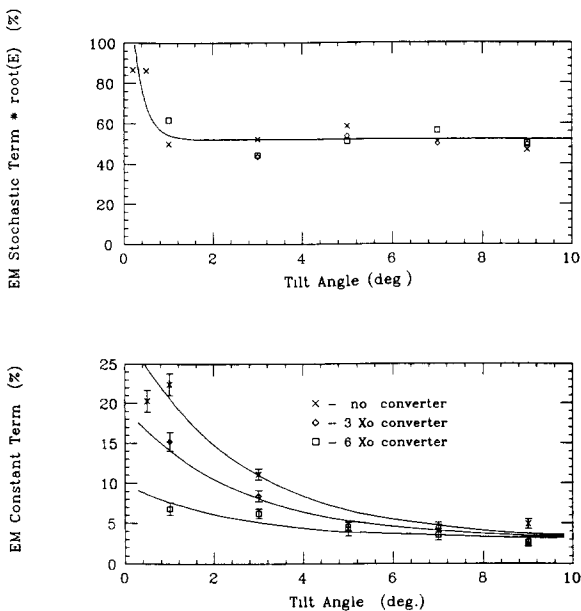 EM Stochastic Term * root(E) (%)
100
80
60
40
20
0
0 2 4 6 8 10
Tilt Angle (deg )
EM Constant Term (%)
25
20
15
10
5
0
× - no converter
◇ - 3 Xo converter
□ - 6 Xo converter
0 2 4 6 8 10
Tilt Angle (deg.)